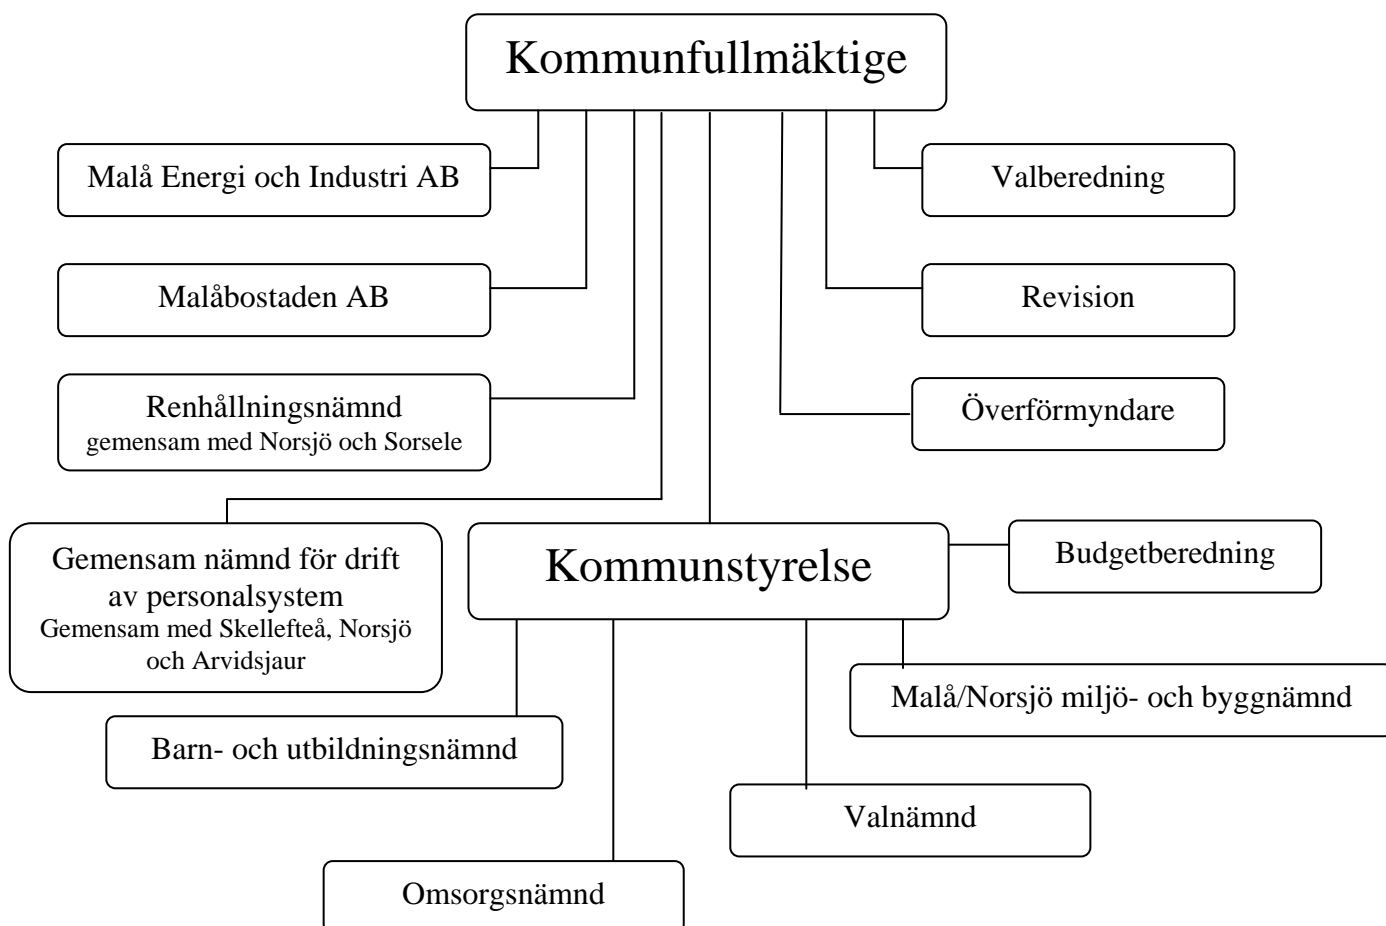 Kommunfullmäktige
Malå Energi och Industri AB
Valberedning
Malåbostaden AB
Revision
Renhållningsnämnd
gemensam med Norsjö och Sorsele
Överförmyndare
Gemensam nämnd för drift
av personalsystem
Gemensam med Skellefteå, Norsjö
och Arvidsjaur
Kommunstyrelse
Budgetberedning
Malå/Norsjö miljö- och byggnämnd
Barn- och utbildningsnämnd
Valnämnd
Omsorgsnämnd